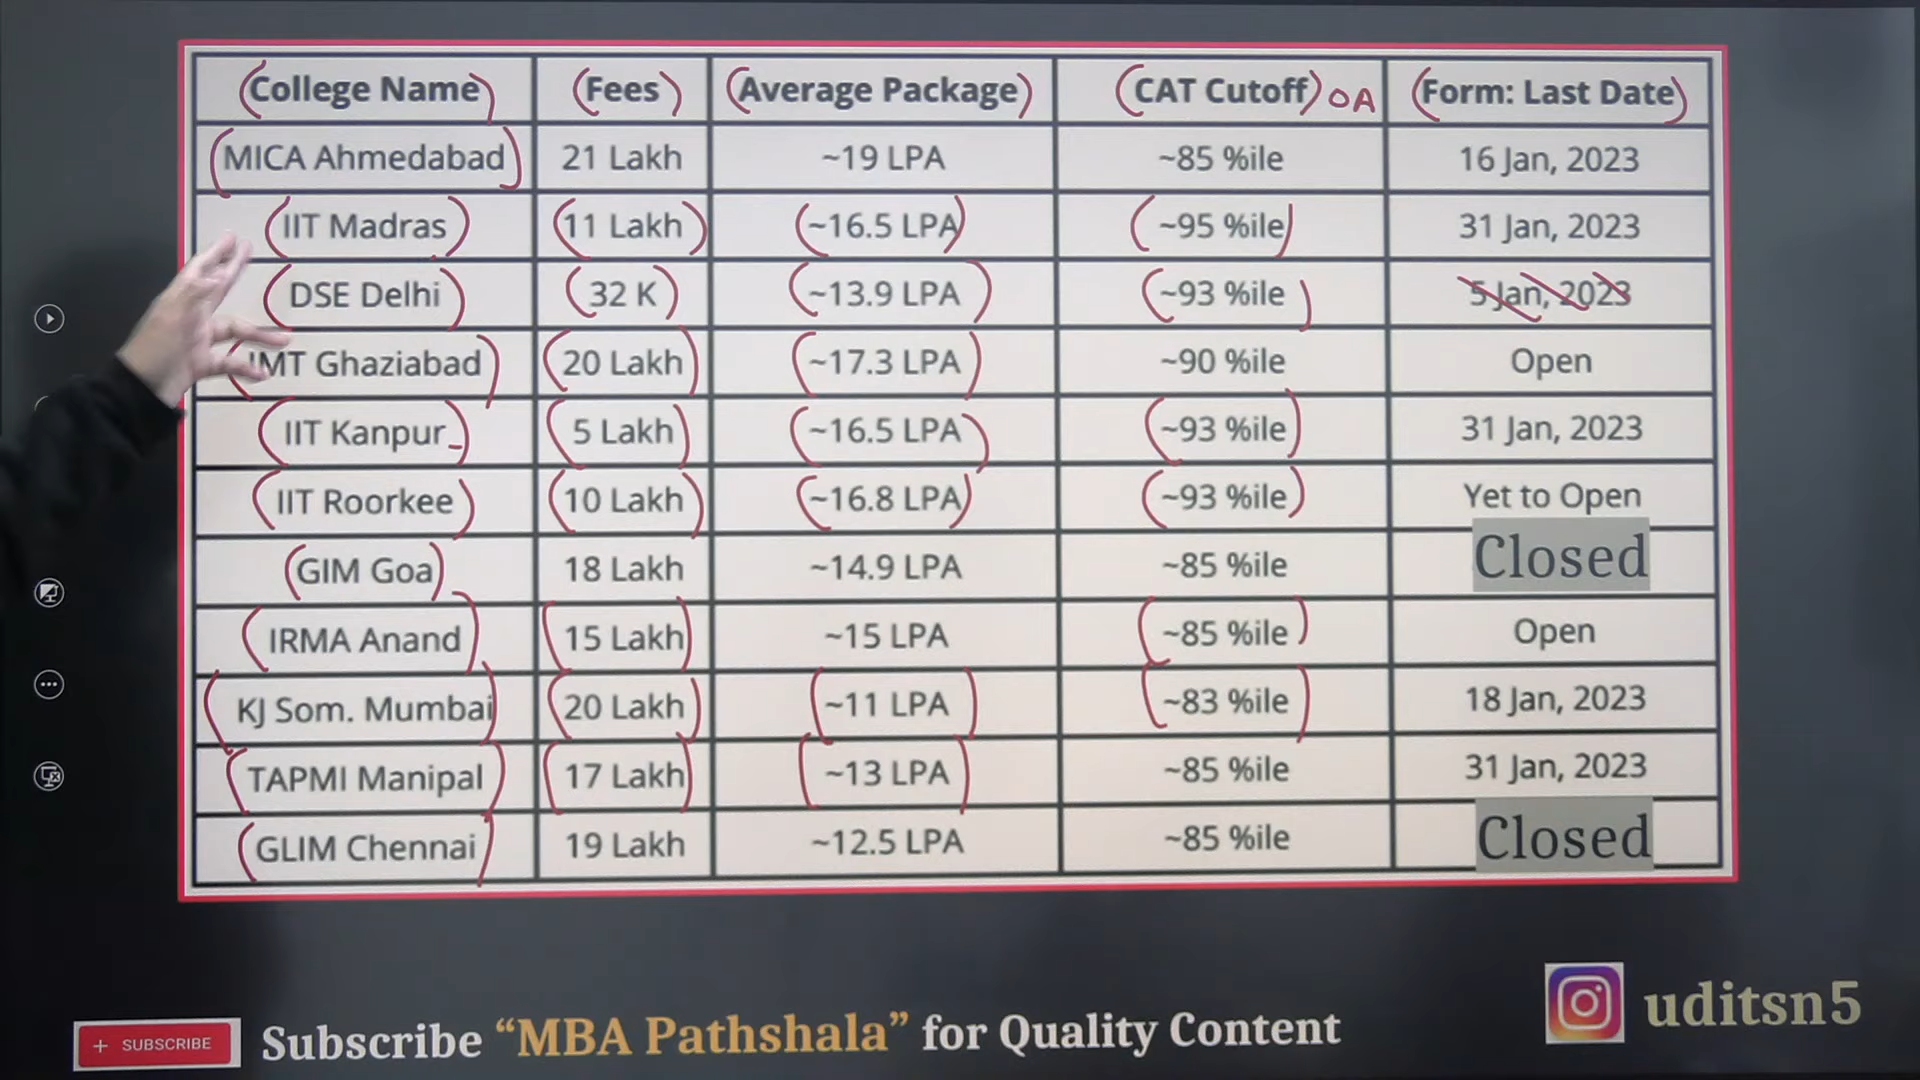 College Name Fees Average Package CAT Cutoff OA Form: Last Date
MICA Ahmedabad 21 Lakh ~19 LPA ~85 %ile 16 Jan, 2023
IIT Madras 11 Lakh ~16.5 LPA ~95 %ile 31 Jan, 2023
DSE Delhi 32 K ~13.9 LPA ~93 %ile 5 Jan, 2023
IMT Ghaziabad 20 Lakh ~17.3 LPA ~90 %ile Open
IIT Kanpur 5 Lakh ~16.5 LPA ~93 %ile 31 Jan, 2023
IIT Roorkee 10 Lakh ~16.8 LPA ~93 %ile Yet to Open
GIM Goa 18 Lakh ~14.9 LPA ~85 %ile Closed
IRMA Anand 15 Lakh ~15 LPA ~85 %ile Open
KJ Som. Mumbai 20 Lakh ~11 LPA ~83 %ile 18 Jan, 2023
TAPMI Manipal 17 Lakh ~13 LPA ~85 %ile 31 Jan, 2023
GLIM Chennai 19 Lakh ~12.5 LPA ~85 %ile Closed
+ SUBSCRIBE Subscribe “MBA Pathshala” for Quality Content uditsn5